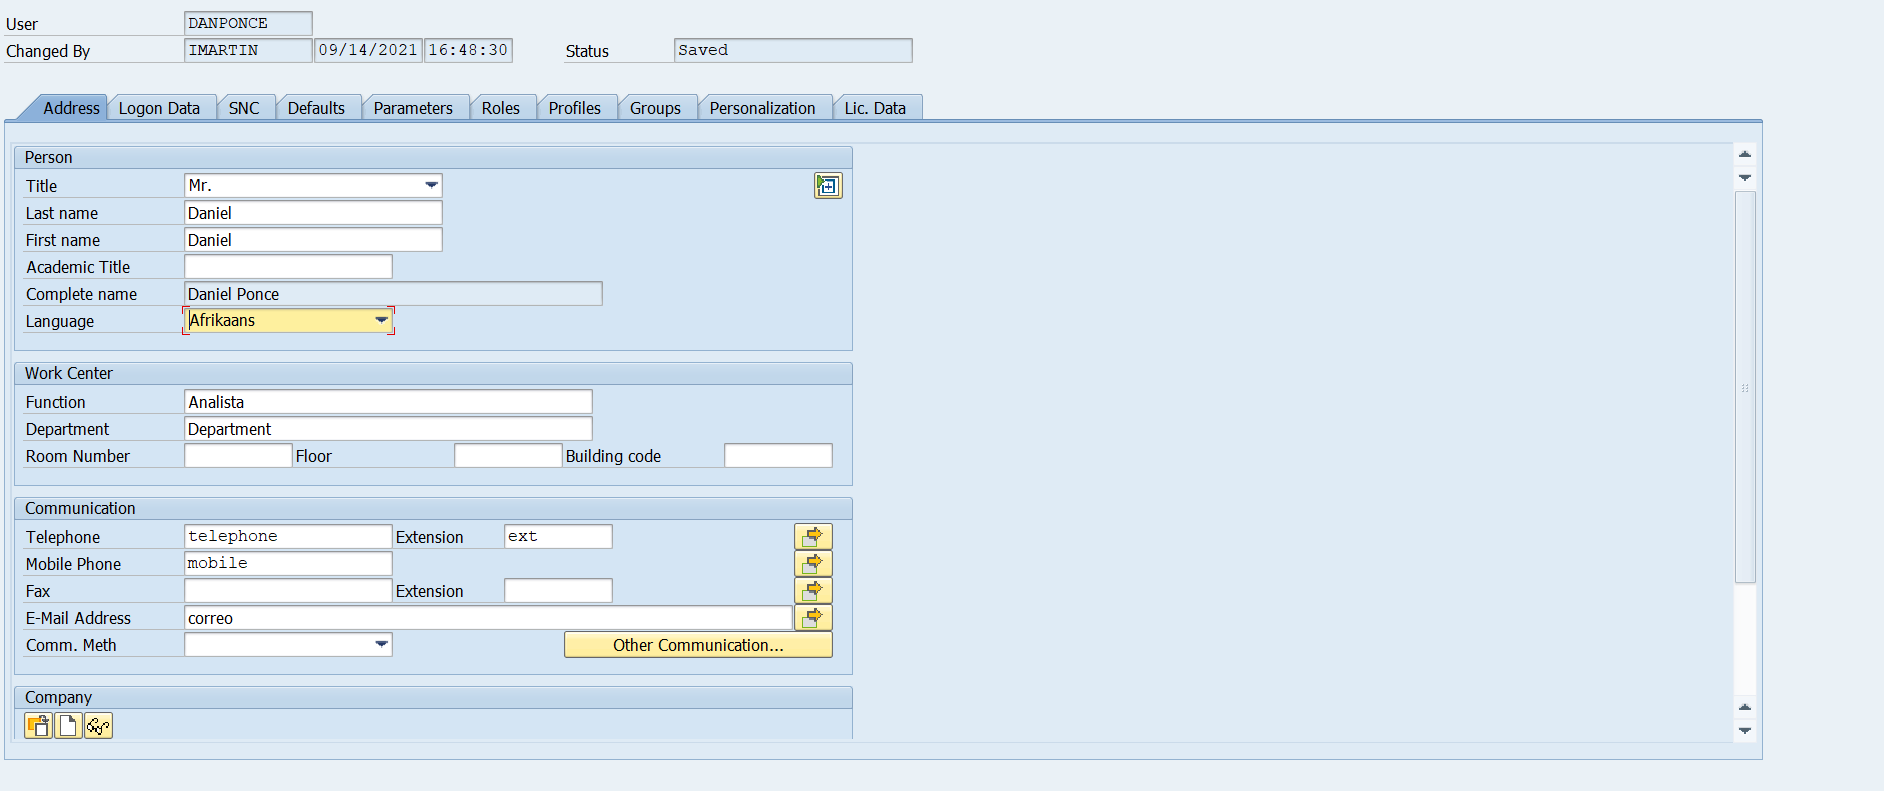 User DANPONCE
Changed By IMARTIN 09/14/2021 16:48:30 Status Saved
Address Logon Data SNC Defaults Parameters Roles Profiles Groups Personalization Lic. Data
Person
Title Mr.
Last name Daniel
First name Daniel
Academic Title
Complete name Daniel Ponce
Language Afrikaans
Work Center
Function Analista
Department Department
Room Number Floor Building code
Communication
Telephone telephone Extension ext
Mobile Phone mobile
Fax Extension
E-Mail Address correo
Comm. Meth Other Communication...
Company